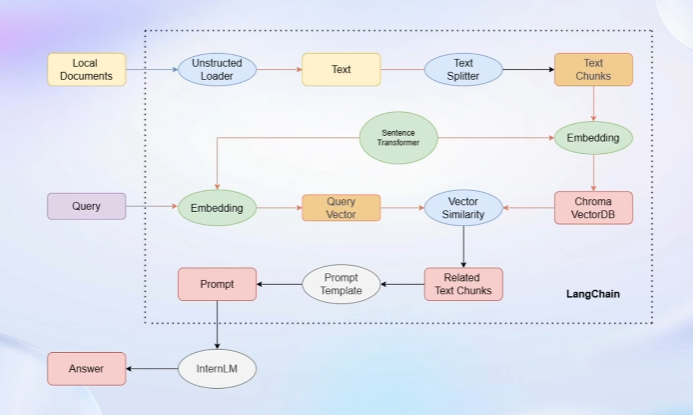 Local
Documents
Unstructed
Loader
Text
Text
Splitter
Text
Chunks
Sentence
Transformer
Embedding
Query
Embedding
Query
Vector
Vector
Similarity
Chroma
VectorDB
Prompt
Prompt
Template
Related
Text Chunks
LangChain
Answer
InternLM